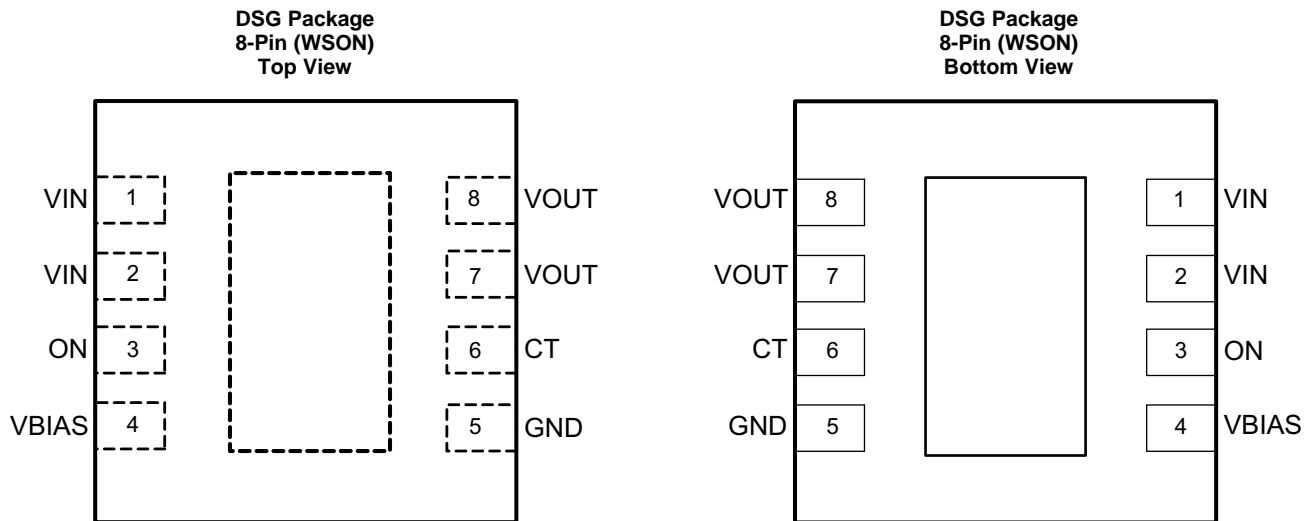 DSG Package
8-Pin (WSON)
Top View
VIN 1
VIN 2
ON 3
VBIAS 4
8 VOUT
7 VOUT
6 CT
5 GND
DSG Package
8-Pin (WSON)
Bottom View
VOUT 8
VOUT 7
CT 6
GND 5
1 VIN
2 VIN
3 ON
4 VBIAS